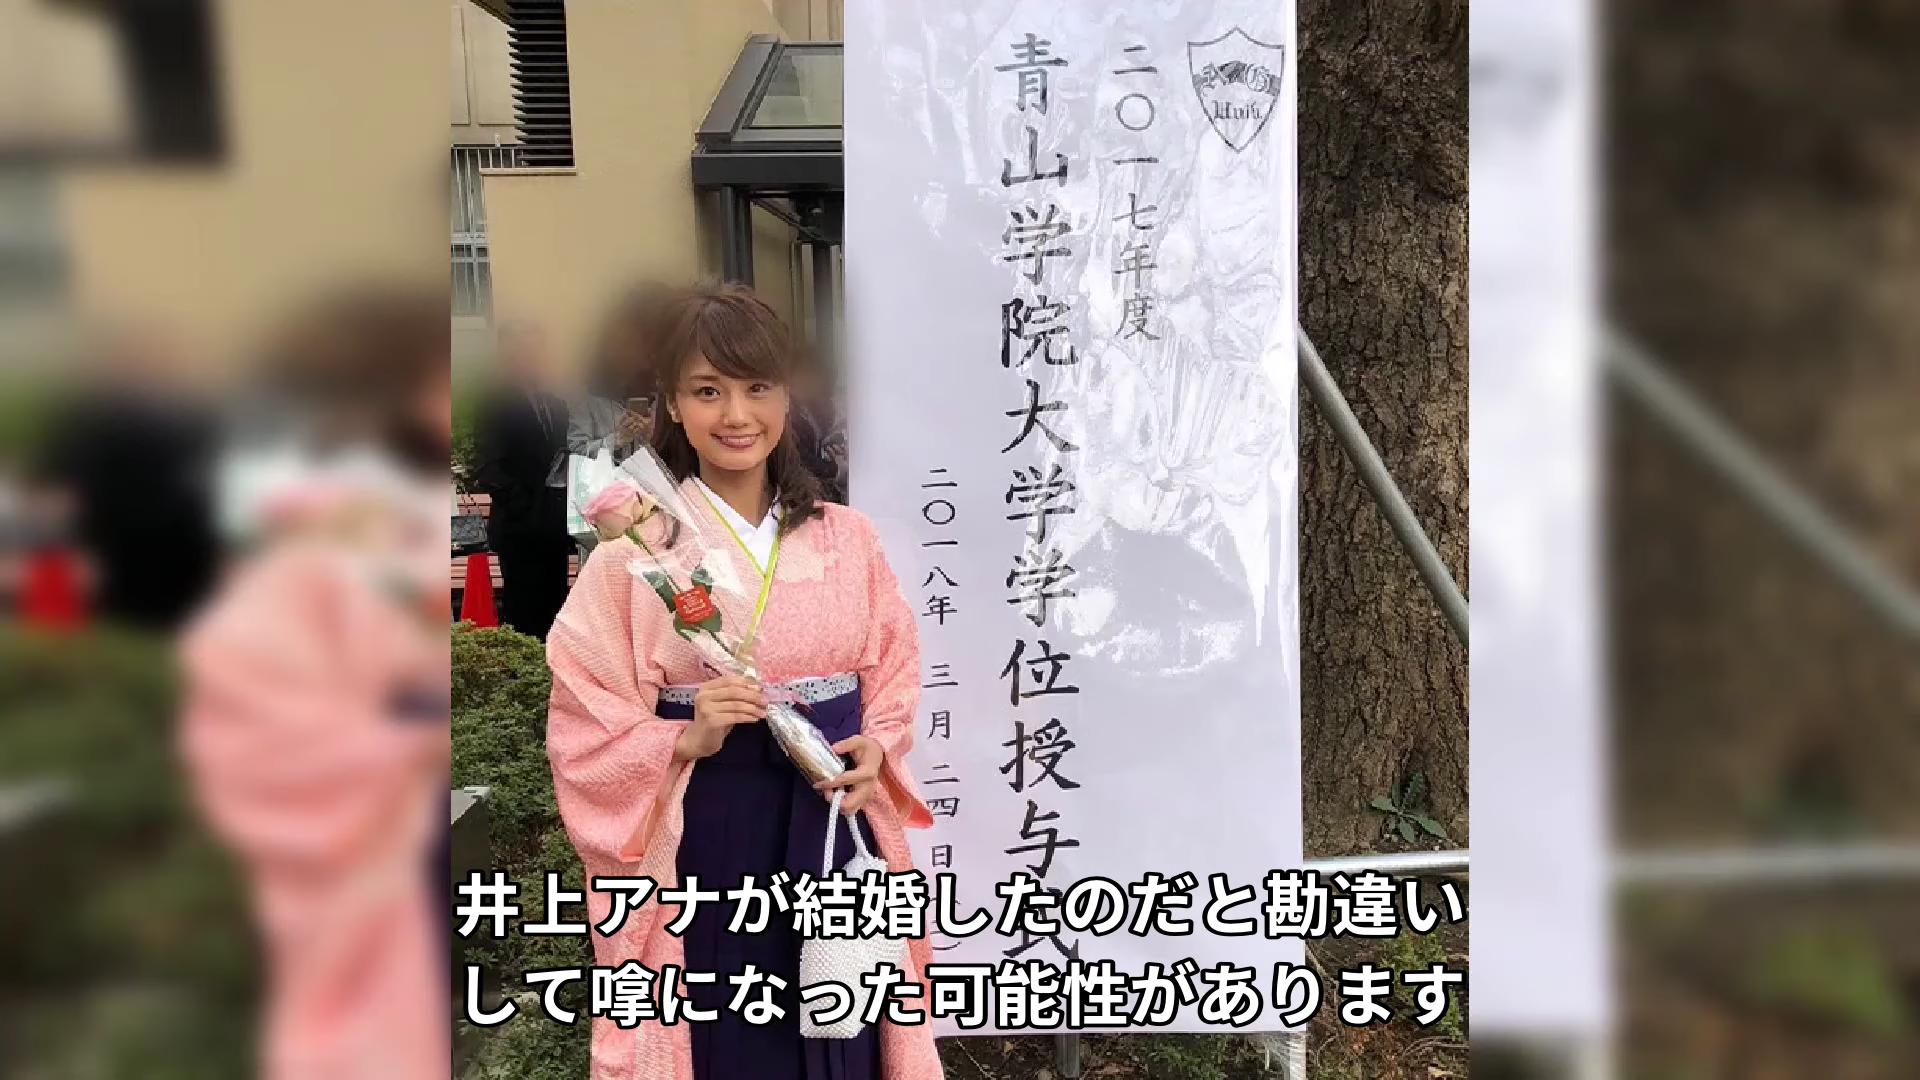 二〇一七年度
青山学院大学学位授与式
二〇一八年 三月二四日
Univ.
井上アナが結婚したのだと勘違い
して噂になった可能性があります